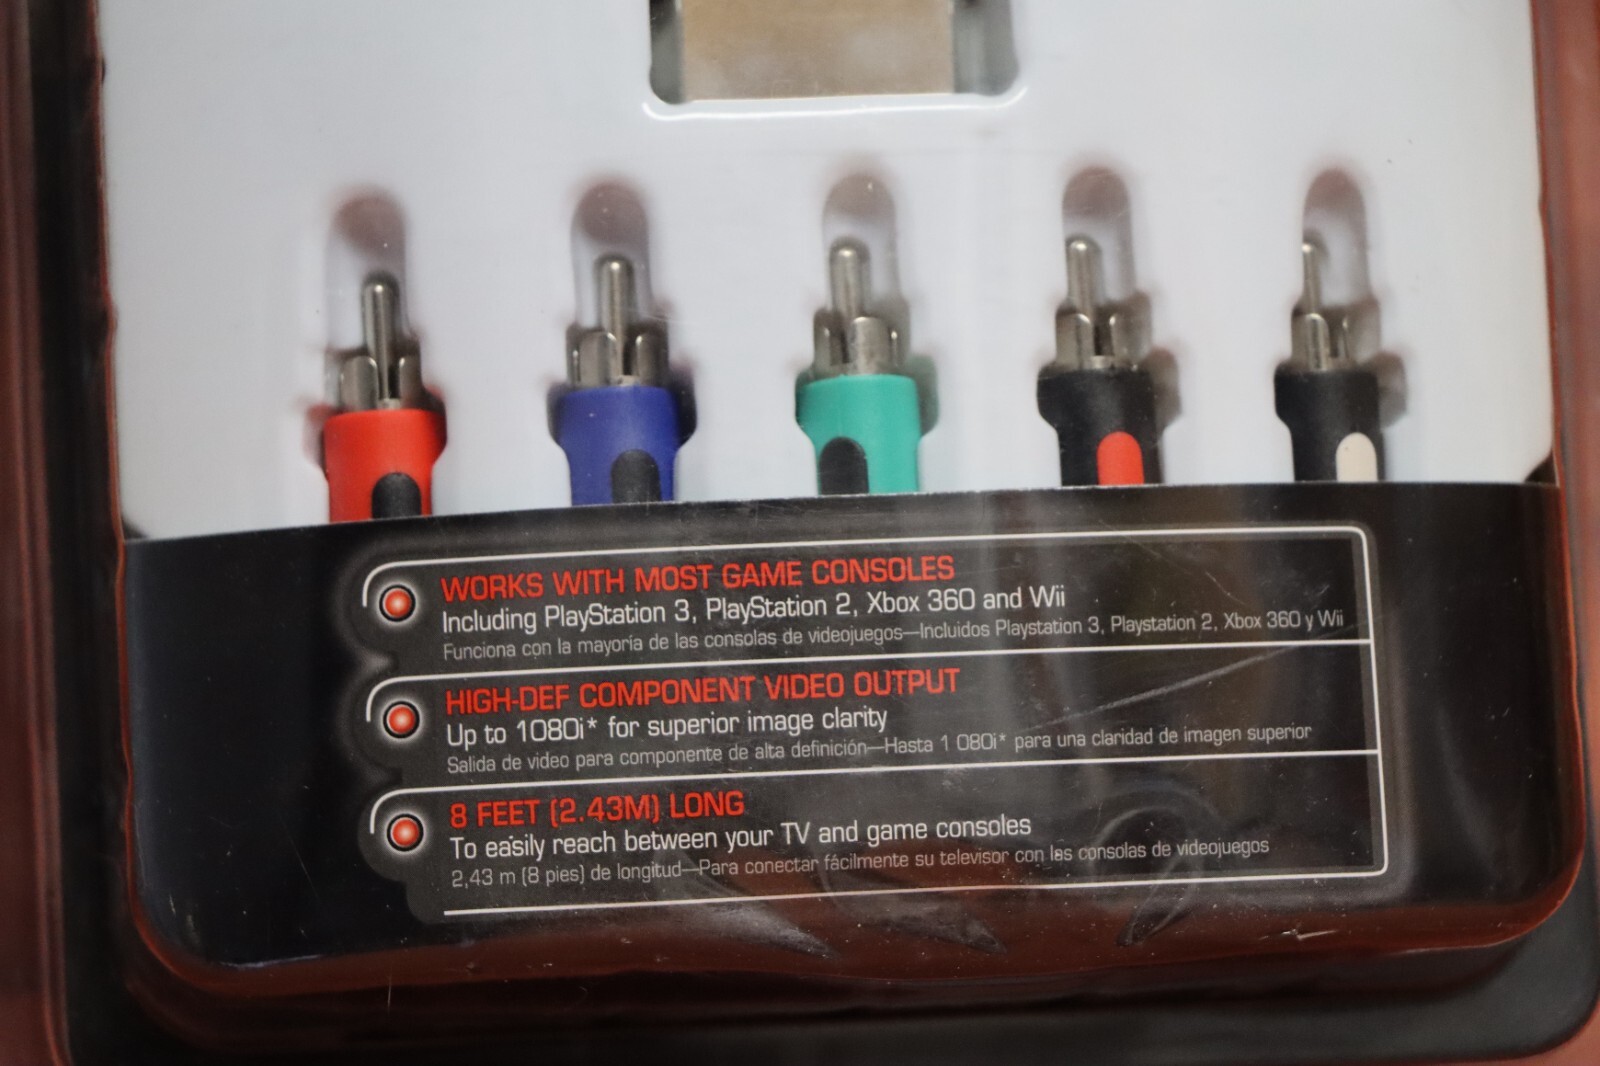 WORKS WITH MOST GAME CONSOLES
Including PlayStation 3, PlayStation 2, Xbox 360 and Wii
Funciona con la mayoría de las consolas de videojuegos—Incluidos Playstation 3, Playstation 2, Xbox 360 y Wii
HIGH-DEF COMPONENT VIDEO OUTPUT
Up to 1080i* for superior image clarity
Salida de video para componente de alta definición—Hasta 1 080i* para una claridad de imagen superior
8 FEET (2.43M) LONG
To easily reach between your TV and game consoles
2,43 m (8 pies) de longitud—Para conectar fácilmente su televisor con las consolas de videojuegos